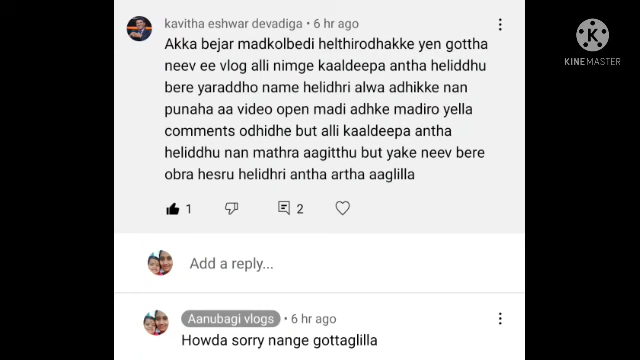 kavitha eshwar devadiga • 6 hr ago
Akka bejar madkolbedi helthirodhakke yen gottha
neev ee vlog alli nimge kaaldeepa antha heliddhu
bere yaraddho name helidhri alwa adhikke nan
punaha aa video open madi adhke madiro yella
comments odhidhe but alli kaaldeepa antha
heliddhu nan mathra aagitthu but yake neev bere
obra hesru helidhri antha artha aaglilla
1
2
Add a reply...
Aanubagi vlogs • 6 hr ago
Howda sorry nange gottaglilla
KINEMASTER